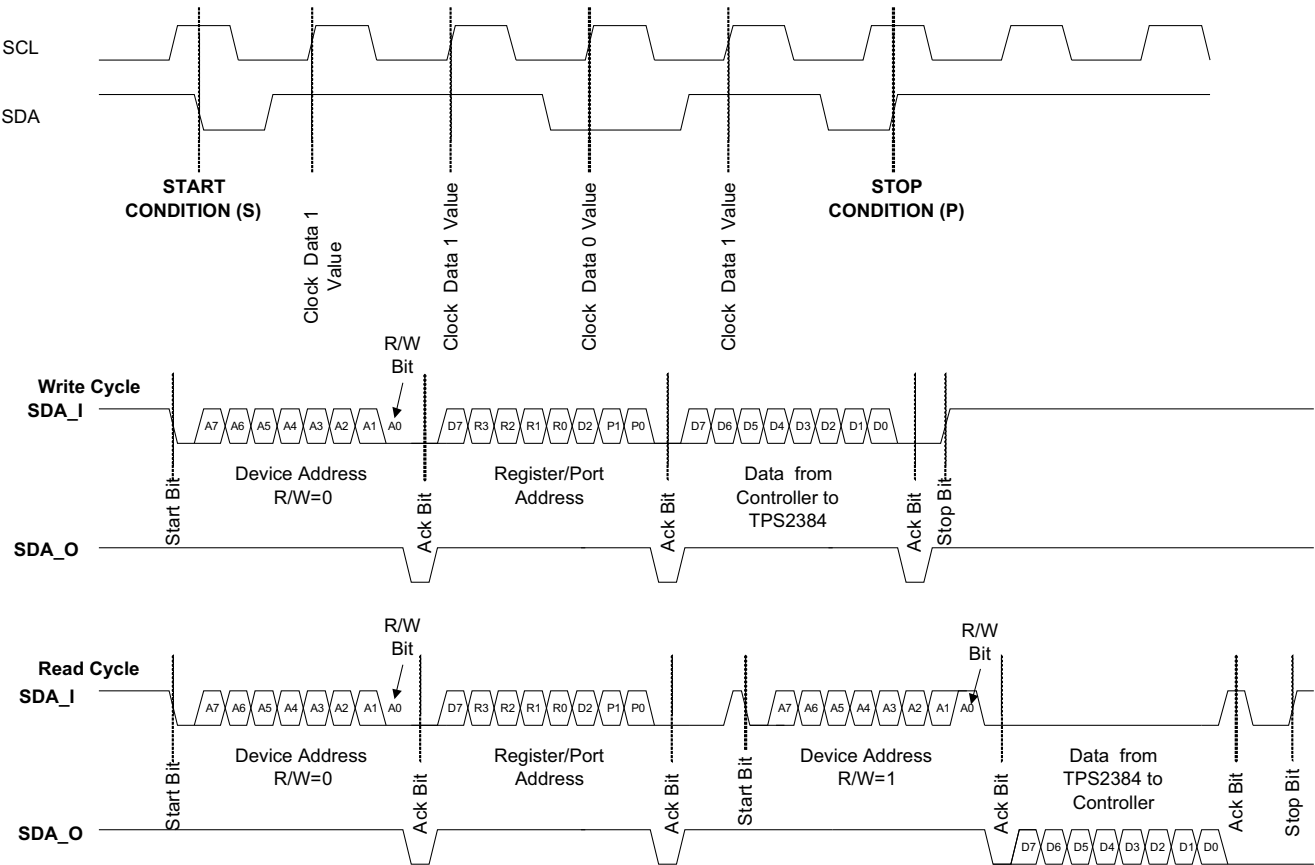 SCL
SDA
START
CONDITION (S)
Clock Data 1
Value
Clock Data 1 Value
Clock Data 0 Value
Clock Data 1 Value
STOP
CONDITION (P)
R/W
Bit
Write Cycle
SDA_I
A7 A6 A5 A4 A3 A2 A1 A0
D7 R3 R2 R1 R0 D2 P1 P0
D7 D6 D5 D4 D3 D2 D1 D0
Start Bit
Device Address
R/W=0
Ack Bit
Register/Port
Address
Ack Bit
Data from
Controller to
TPS2384
Ack Bit
Stop Bit
SDA_O
R/W
Bit
R/W
Bit
Read Cycle
SDA_I
A7 A6 A5 A4 A3 A2 A1 A0
D7 R3 R2 R1 R0 D2 P1 P0
A7 A6 A5 A4 A3 A2 A1 A0
Start Bit
Device Address
R/W=0
Ack Bit
Register/Port
Address
Ack Bit
Start Bit
Device Address
R/W=1
Ack Bit
Data from
TPS2384 to
Controller
Ack Bit
Stop Bit
SDA_O
D7 D6 D5 D4 D3 D2 D1 D0